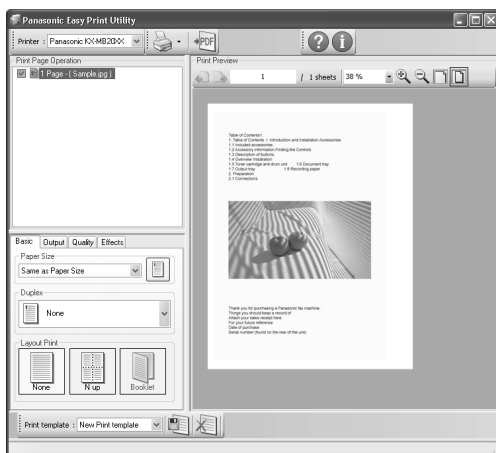 Panasonic Easy Print Utility
Printer : Panasonic KX-MB20XX
PDF
Print Page Operation
1 Page - ( Sample.jpg )
Print Preview
1 / 1 sheets 38 %
Table of Contents1
1. Table of Contents / Introduction and Installation Accessories
1.1 Included accessories.
1.2 Accessory information Finding the Controls
1.3 Description of buttons.
1.4 Overview Installation
1.5 Toner cartridge and drum unit 1.6 Document tray
1.7 Output tray 1.8 Recording paper
2. Preparation
2.1 Connections
Thank you for purchasing a Panasonic fax machine.
Things you should keep a record of
Attach your sales receipt here.
For your future reference
Date of purchase
Serial number (found on the rear of the unit)
Basic Output Quality Effects
Paper Size
Same as Paper Size
Duplex
None
Layout Print
None N up Booklet
Print template : New Print template